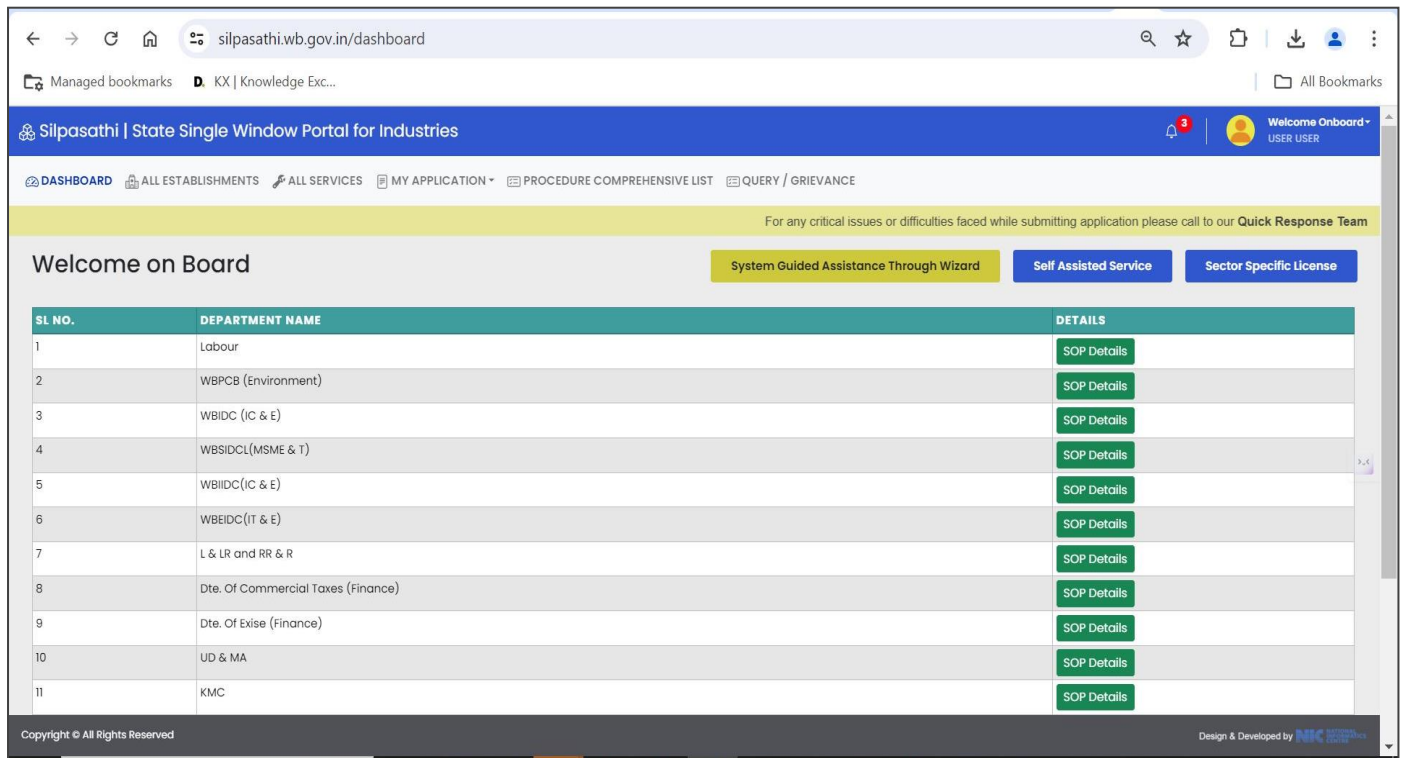 silpasathi.wb.gov.in/dashboard
Managed bookmarks D. KX | Knowledge Exc... All Bookmarks
Silpasathi | State Single Window Portal for Industries 3 Welcome Onboard
USER USER
DASHBOARD ALL ESTABLISHMENTS ALL SERVICES MY APPLICATION PROCEDURE COMPREHENSIVE LIST QUERY / GRIEVANCE
For any critical issues or difficulties faced while submitting application please call to our Quick Response Team
Welcome on Board System Guided Assistance Through Wizard Self Assisted Service Sector Specific License
SL NO. DEPARTMENT NAME DETAILS
1 Labour SOP Details
2 WBPCB (Environment) SOP Details
3 WBIDC (IC & E) SOP Details
4 WBSIDCL(MSME & T) SOP Details
5 WBIIDC(IC & E) SOP Details
6 WBEIDC(IT & E) SOP Details
7 L & LR and RR & R SOP Details
8 Dte. Of Commercial Taxes (Finance) SOP Details
9 Dte. Of Exise (Finance) SOP Details
10 UD & MA SOP Details
11 KMC SOP Details
Copyright © All Rights Reserved Design & Developed by NIC